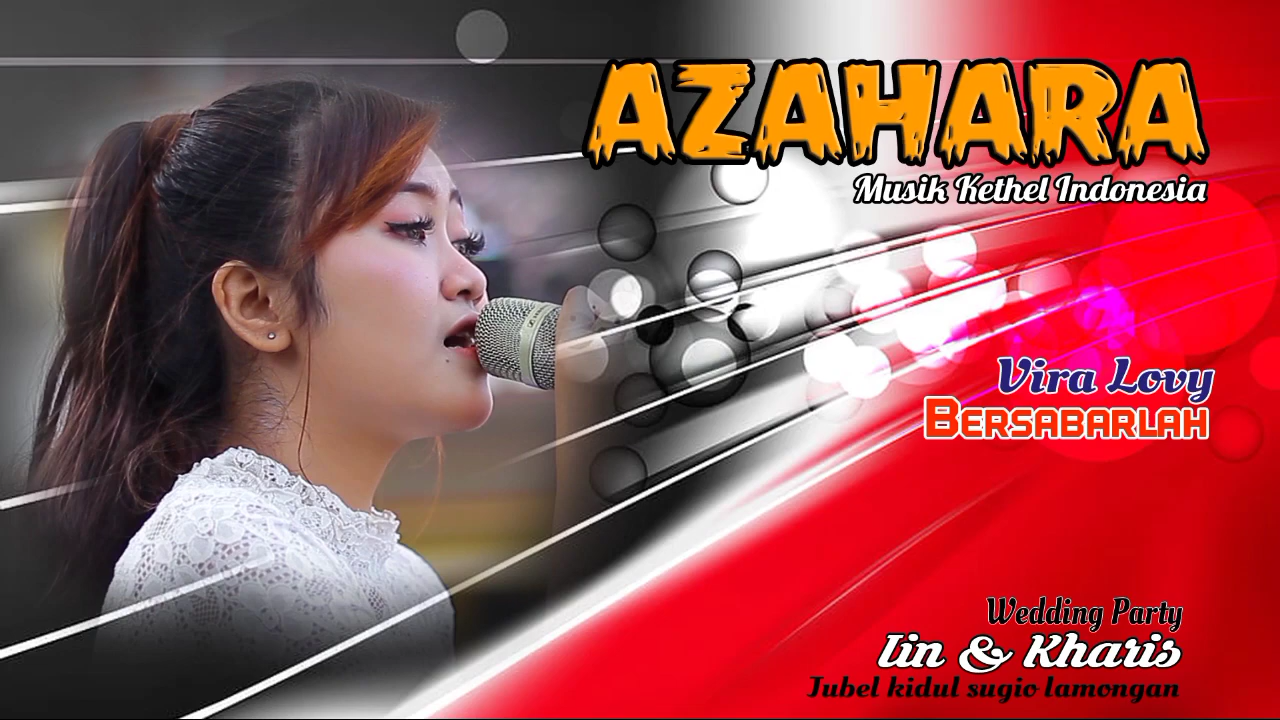 AZAHARA
Musik Kethel Indonesia
Vira Lovy
BERSABARLAH
Wedding Party
Iin & Kharis
Jubel kidul sugio lamongan